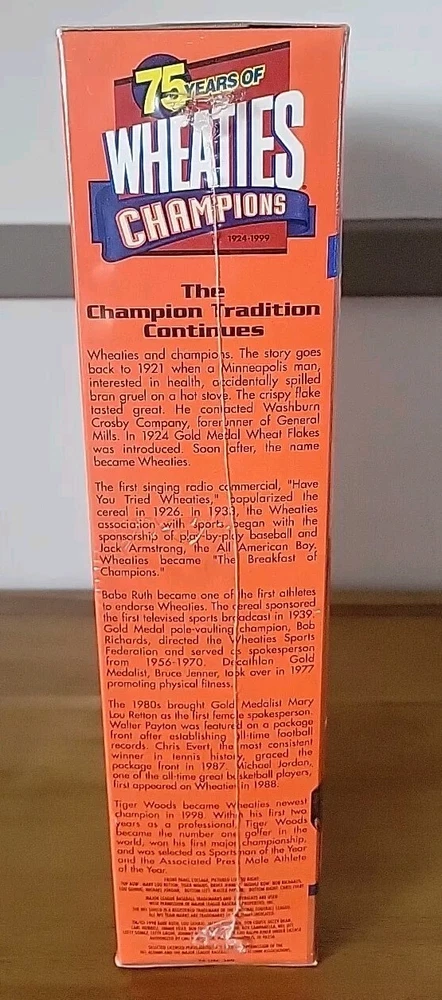 75 YEARS OF
WHEATIES
CHAMPIONS
1924-1999
The
Champion Tradition
Continues
Wheaties and champions. The story goes
back to 1921 when a Minneapolis man,
interested in health, accidentally spilled
bran gruel on a hot stove. The crispy flake
tasted great. He contacted Washburn
Crosby Company, forerunner of General
Mills. In 1924 Gold Medal Wheat Flakes
was introduced. Soon after, the name
became Wheaties.
The first singing radio commercial, "Have
You Tried Wheaties," popularized the
cereal in 1926. In 1933, the Wheaties
association with sports began with the
sponsorship of play-by-play baseball and
Jack Armstrong, the All American Boy.
Wheaties became "The Breakfast of
Champions."
Babe Ruth became one of the first athletes
to endorse Wheaties. The cereal sponsored
the first televised sports broadcast in 1939.
Gold Medal pole-vaulting champion, Bob
Richards, directed the Wheaties Sports
Federation and served as spokesperson
from 1956-1970. Decathlon Gold
Medalist, Bruce Jenner, took over in 1977
promoting physical fitness.
The 1980s brought Gold Medalist Mary
Lou Retton as the first female spokesperson.
Walter Payton was featured on a package
front after establishing all-time football
records. Chris Evert, the most consistent
winner in tennis history, graced the
package front in 1987. Michael Jordan,
one of the all-time great basketball players,
first appeared on Wheaties in 1988.
Tiger Woods became Wheaties newest
champion in 1998. Within his first two
years as a professional, Tiger Woods
became the number one golfer in the
world, won his first major championship,
and was selected as Sportsman of the Year
and the Associated Press Male Athlete
of the Year.